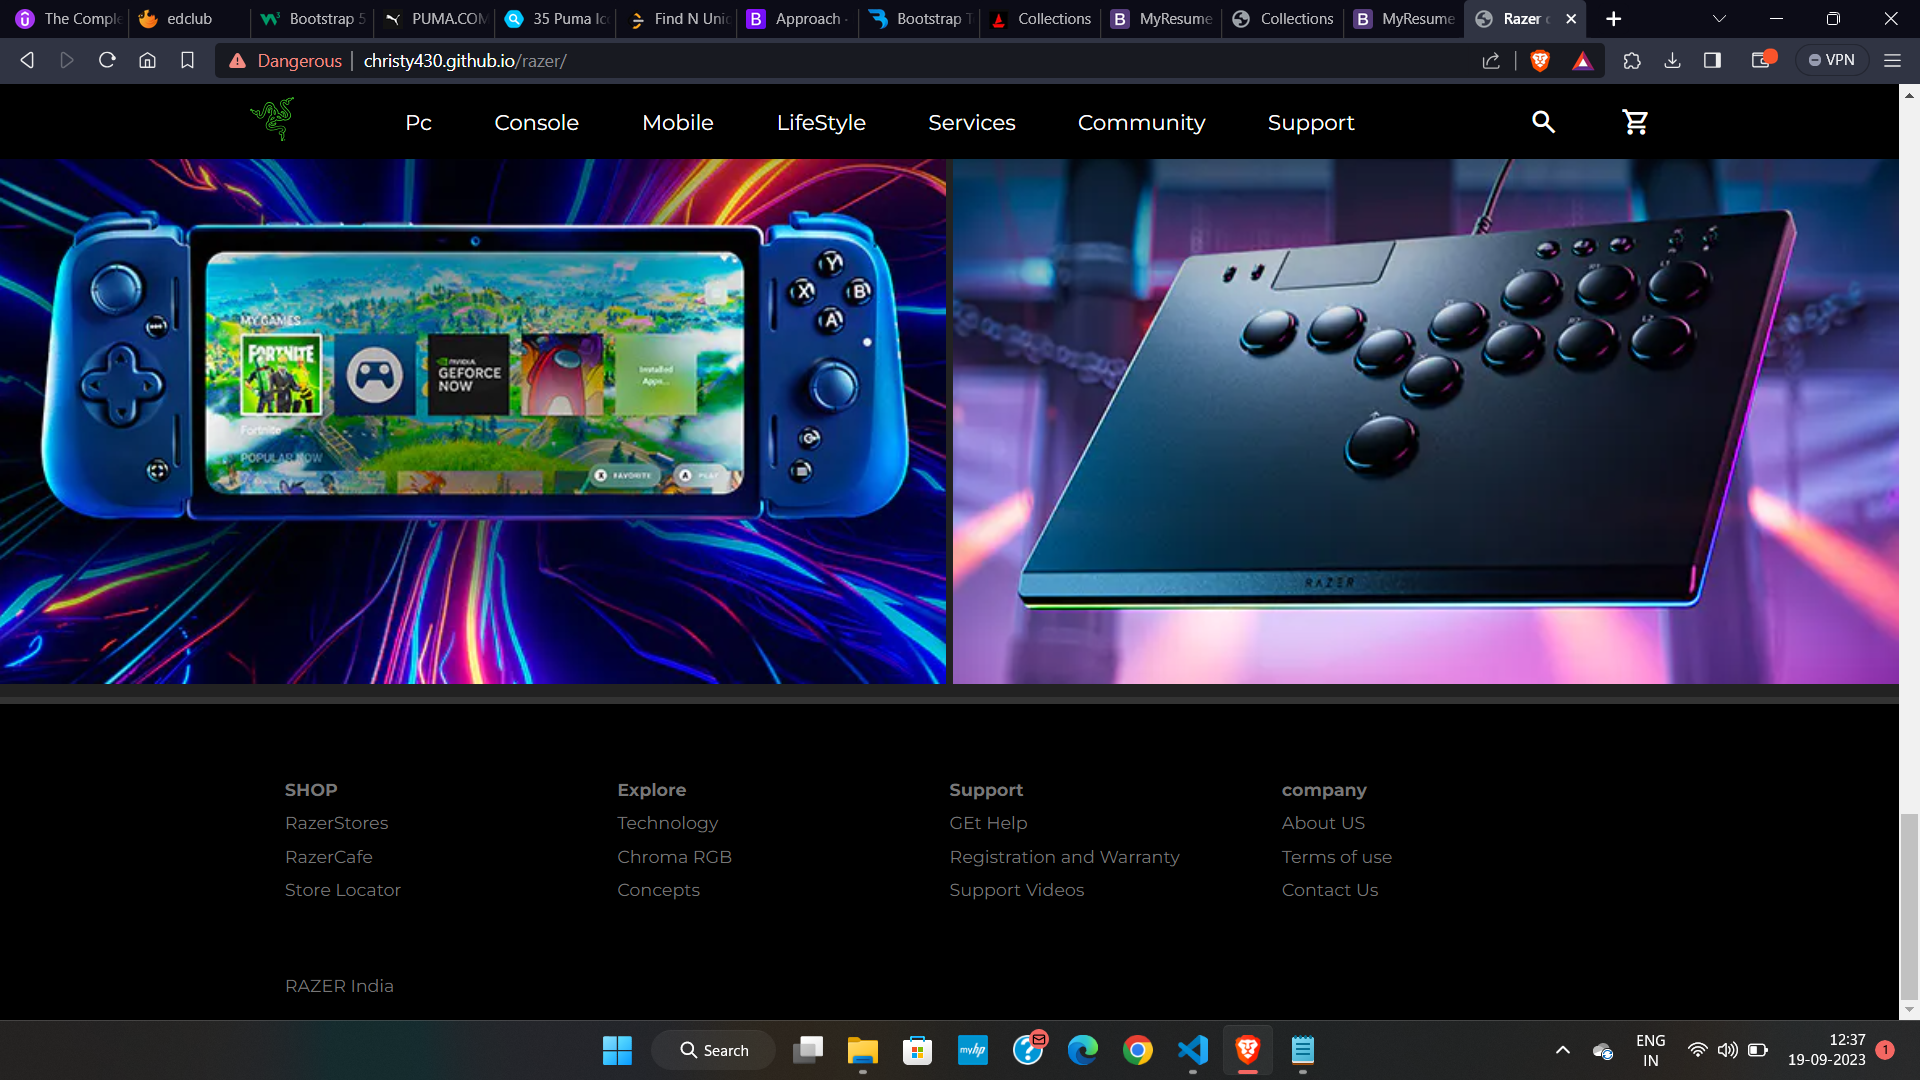 The Comple
edclub
Bootstrap 5
PUMA.COM
35 Puma Ico
Find N Unic
Approach -
Bootstrap T
Collections
MyResume
Collections
MyResume
Razer
Dangerous
christy430.github.io/razer/
VPN
Pc
Console
Mobile
LifeStyle
Services
Community
Support
Y
X
B
A
MY GAMES
FORTNITE
NVIDIA
GEFORCE
NOW
Installed
Apps...
Fortnite
POPULAR NOW
X FAVORITE
A PLAY
RAZER
SHOP
Explore
Support
company
RazerStores
Technology
GEt Help
About US
RazerCafe
Chroma RGB
Registration and Warranty
Terms of use
Store Locator
Concepts
Support Videos
Contact Us
RAZER India
Search
myhp
ENG
IN
12:37
19-09-2023
1